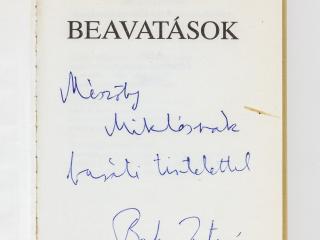 BEAVATÁSOK
Mészöly
Miklósnak
baráti tisztelettel